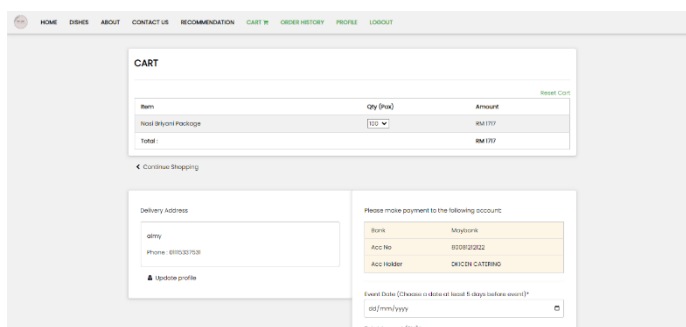 HOME DISHES ABOUT CONTACT US RECOMMENDATION CART ORDER HISTORY PROFILE LOGOUT
CART
Reset Cart
Item Qty (Pax) Amount
Nasi Briyani Package 100 RM 1717
Total : RM 1717
Continue Shopping
Delivery Address
Please make payment to the following account:
Bank Maybank
almy
Acc No
Phone :
Acc Holder DKICEN CATERING
Update profile
Event Date (Choose a date at least 5 days before event)*
dd/mm/yyyy